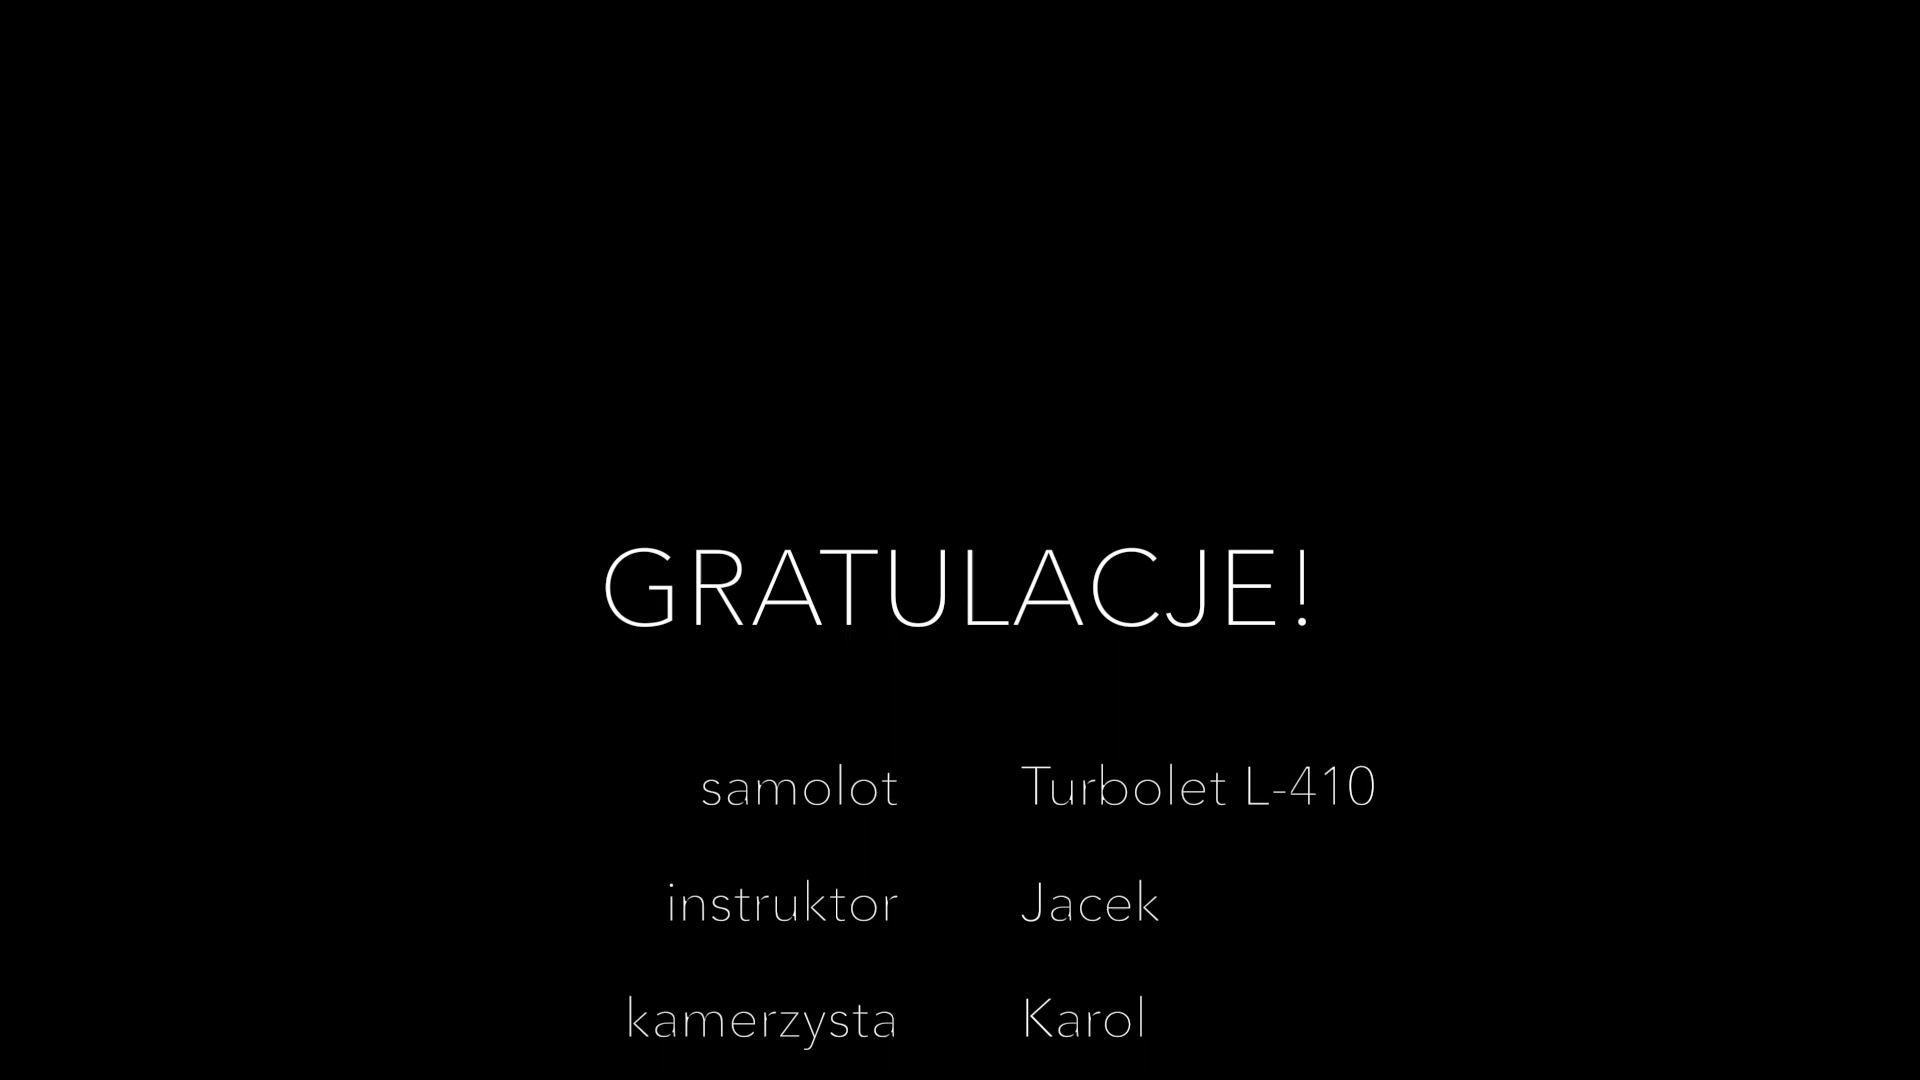 GRATULACJE!
samolot Turbolet L-410
instruktor Jacek
kamerzysta Karol